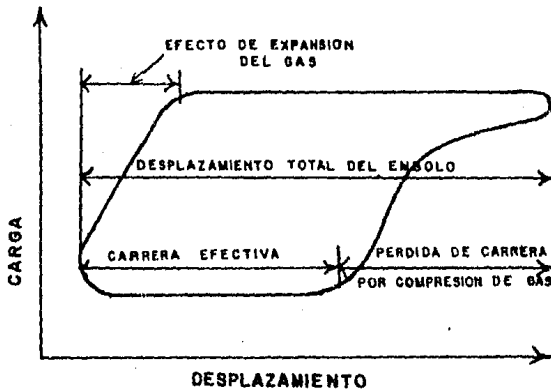 EFECTO DE EXPANSION
DEL GAS
DESPLAZAMIENTO TOTAL DEL EMBOLO
CARRERA EFECTIVA
PERDIDA DE CARRERA
POR COMPRESION DE GAS
CARGA
DESPLAZAMIENTO